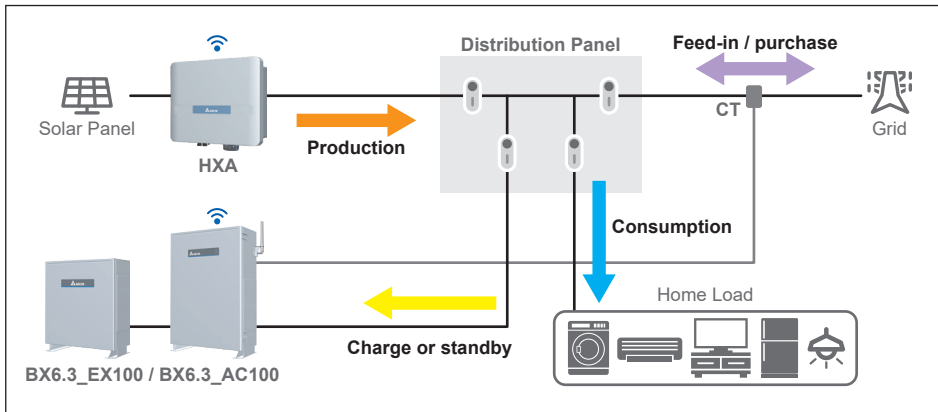 Distribution Panel
Feed-in / purchase
Solar Panel
HXA
Production
CT
Grid
Consumption
Home Load
Charge or standby
BX6.3_EX100 / BX6.3_AC100